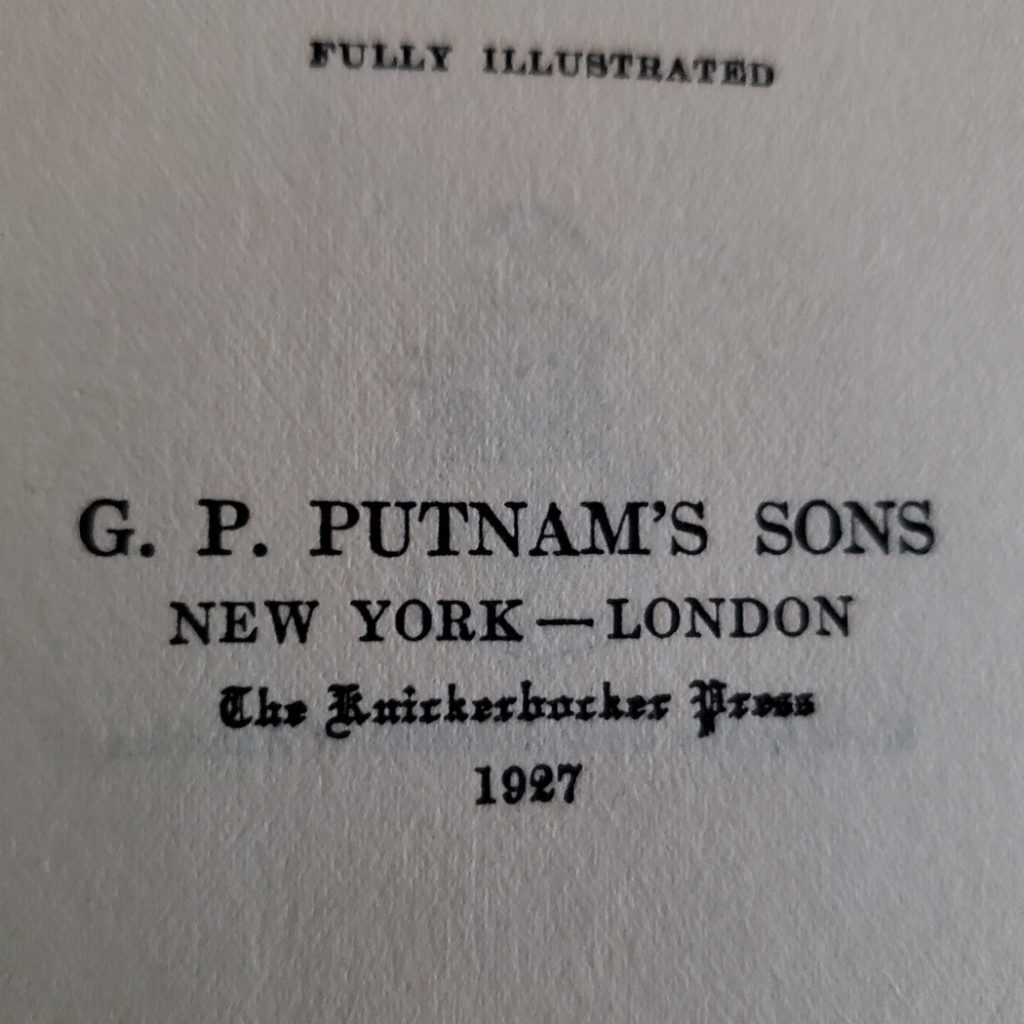 FULLY ILLUSTRATED
G. P. PUTNAM'S SONS
NEW YORK — LONDON
The Knickerbocker Press
1927